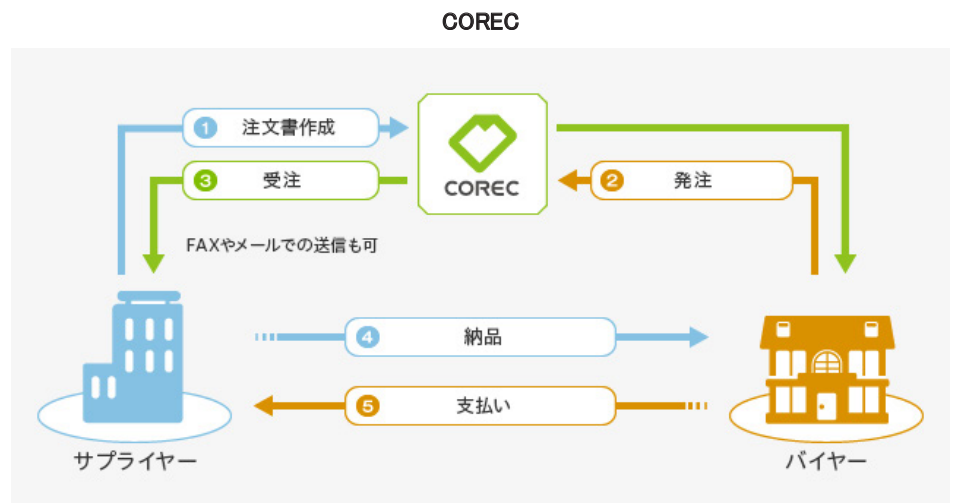 COREC
1 注文書作成
3 受注
COREC
2 発注
FAXやメールでの送信も可
4 納品
5 支払い
サプライヤー
バイヤー